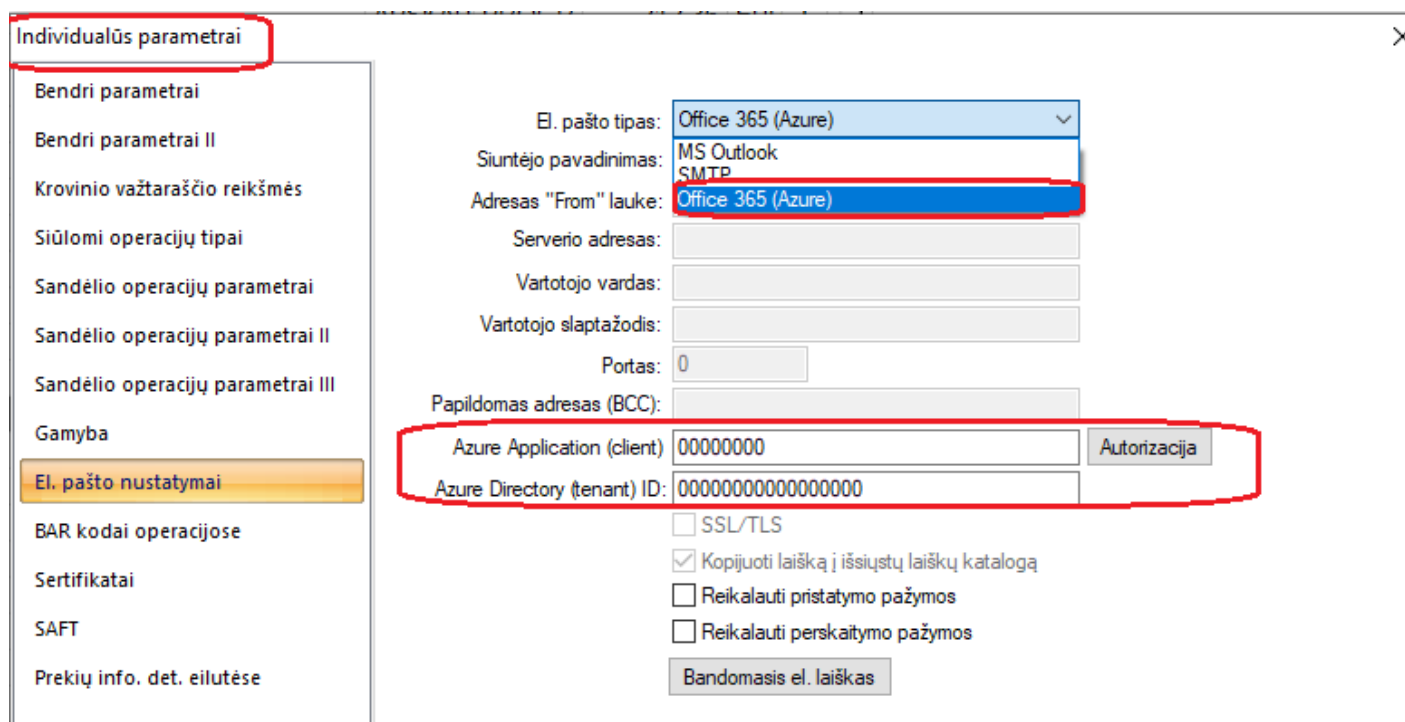 Individualūs parametrai
Bendri parametrai
Bendri parametrai II
Krovinio važtaraščio reikšmės
Siūlomi operacijų tipai
Sandėlio operacijų parametrai
Sandėlio operacijų parametrai II
Sandėlio operacijų parametrai III
Gamyba
El. pašto nustatymai
BAR kodai operacijose
Sertifikatai
SAFT
Prekių info. det. eilutėse
El. pašto tipas: Office 365 (Azure)
MS Outlook
SMTP
Office 365 (Azure)
Siuntėjo pavadinimas:
Adresas "From" lauke:
Serverio adresas:
Vartotojo vardas:
Vartotojo slaptažodis:
Portas: 0
Papildomas adresas (BCC):
Azure Application (client) 00000000 Autorizacija
Azure Directory (tenant) ID: 00000000000000000
SSL/TLS
Kopijuoti laišką į išsiųstų laiškų katalogą
Reikalauti pristatymo pažymos
Reikalauti perskaitymo pažymos
Bandomasis el. laiškas